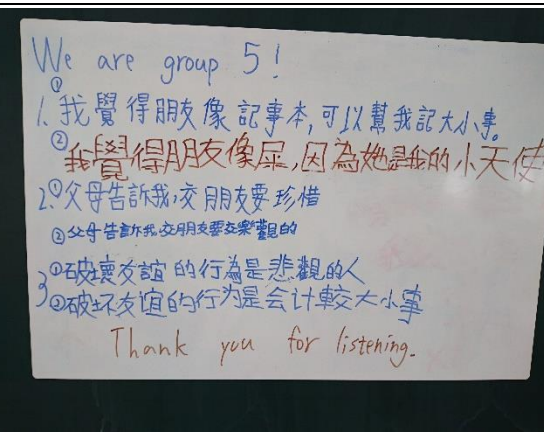 We are group 5!
1.①我覺得朋友像記事本,可以幫我記大小事。
②我覺得朋友像屎,因為她是我的小天使
2.①父母告訴我,交朋友要珍惜
②父母告訴我,交朋友要交樂觀的
3①破壞友誼的行為是悲觀的人
②破坏友谊的行为是会计較大小事
Thank you for listening.